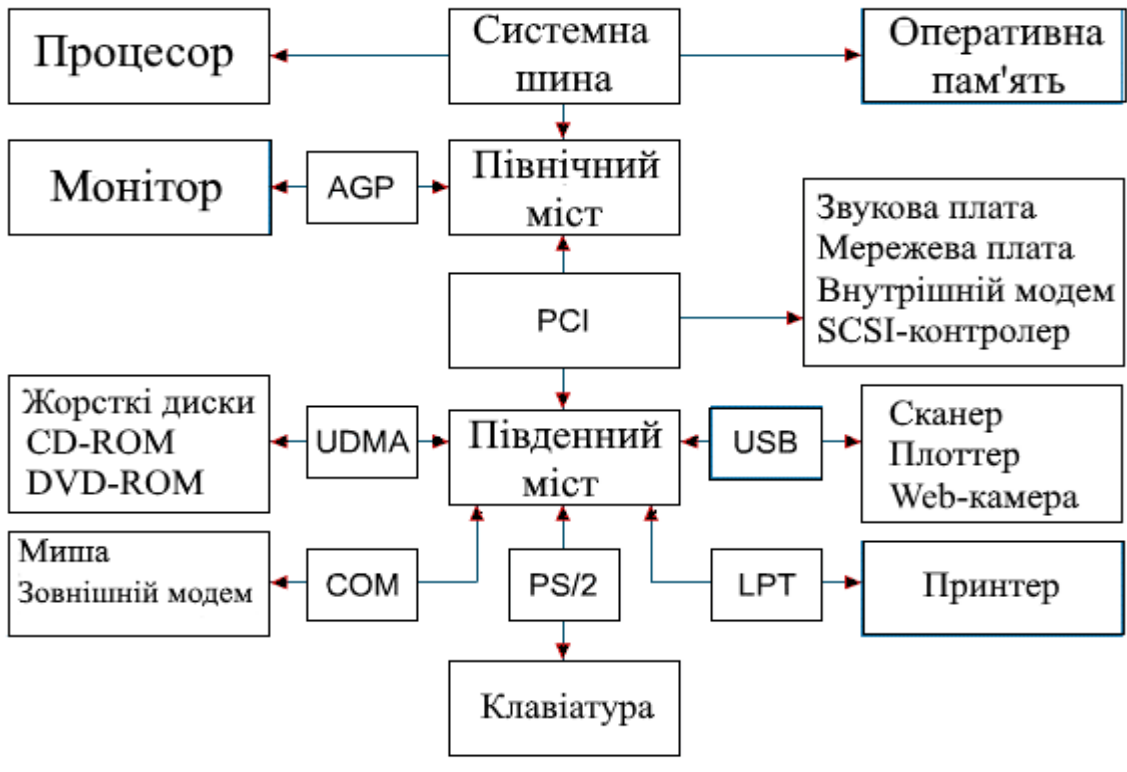 Процесор
Системна
шина
Оперативна
пам'ять
Монітор
AGP
Північний
міст
Звукова плата
Мережева плата
Внутрішній модем
SCSI-контролер
PCI
Жорсткі диски
CD-ROM
DVD-ROM
UDMA
Південний
міст
USB
Сканер
Плоттер
Web-камера
Миша
Зовнішній модем
COM
PS/2
LPT
Принтер
Клавіатура